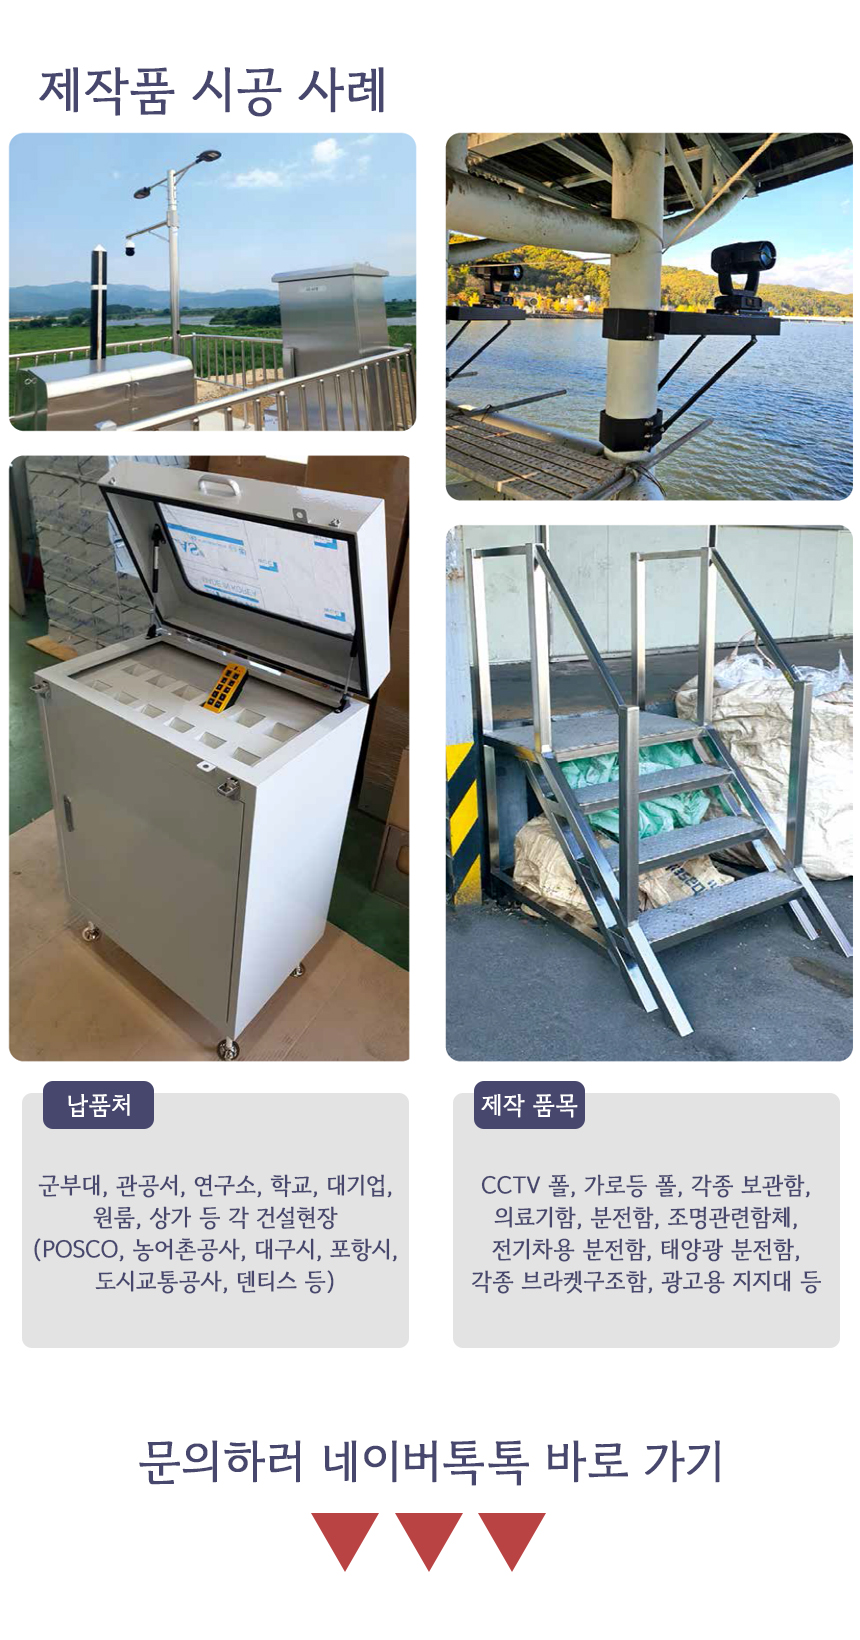 제작품 시공 사례
납품처
군부대, 관공서, 연구소, 학교, 대기업,
원룸, 상가 등 각 건설현장
(POSCO, 농어촌공사, 대구시, 포항시,
도시교통공사, 덴티스 등)
제작 품목
CCTV 폴, 가로등 폴, 각종 보관함,
의료기함, 분전함, 조명관련함체,
전기차용 분전함, 태양광 분전함,
각종 브라켓구조함, 광고용 지지대 등
문의하러 네이버톡톡 바로 가기